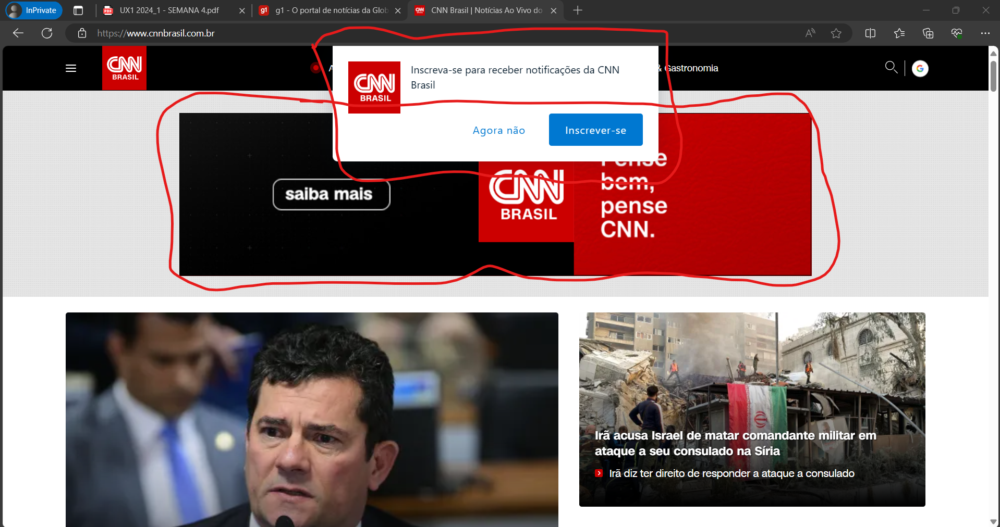 InPrivate
UX1 2024_1 - SEMANA 4.pdf
g1 - O portal de notícias da Glob
CNN Brasil | Notícias Ao Vivo do
https://www.cnnbrasil.com.br
CNN
BRASIL
A
& Gastronomia
CNN
BRASIL
Inscreva-se para receber notificações da CNN
Brasil
Agora não
Inscrever-se
saiba mais
CNN
BRASIL
Pense
bem,
pense
CNN.
Irã acusa Israel de matar comandante militar em
ataque a seu consulado na Síria
Irã diz ter direito de responder a ataque a consulado